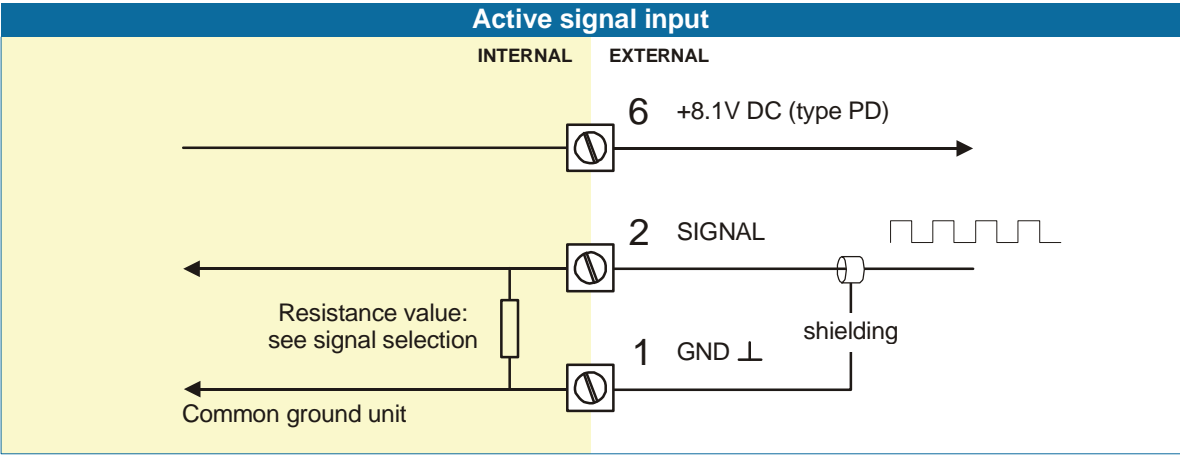 Active signal input
INTERNAL EXTERNAL
6 +8.1V DC (type PD)
2 SIGNAL
Resistance value:
see signal selection
shielding
1 GND ⊥
Common ground unit